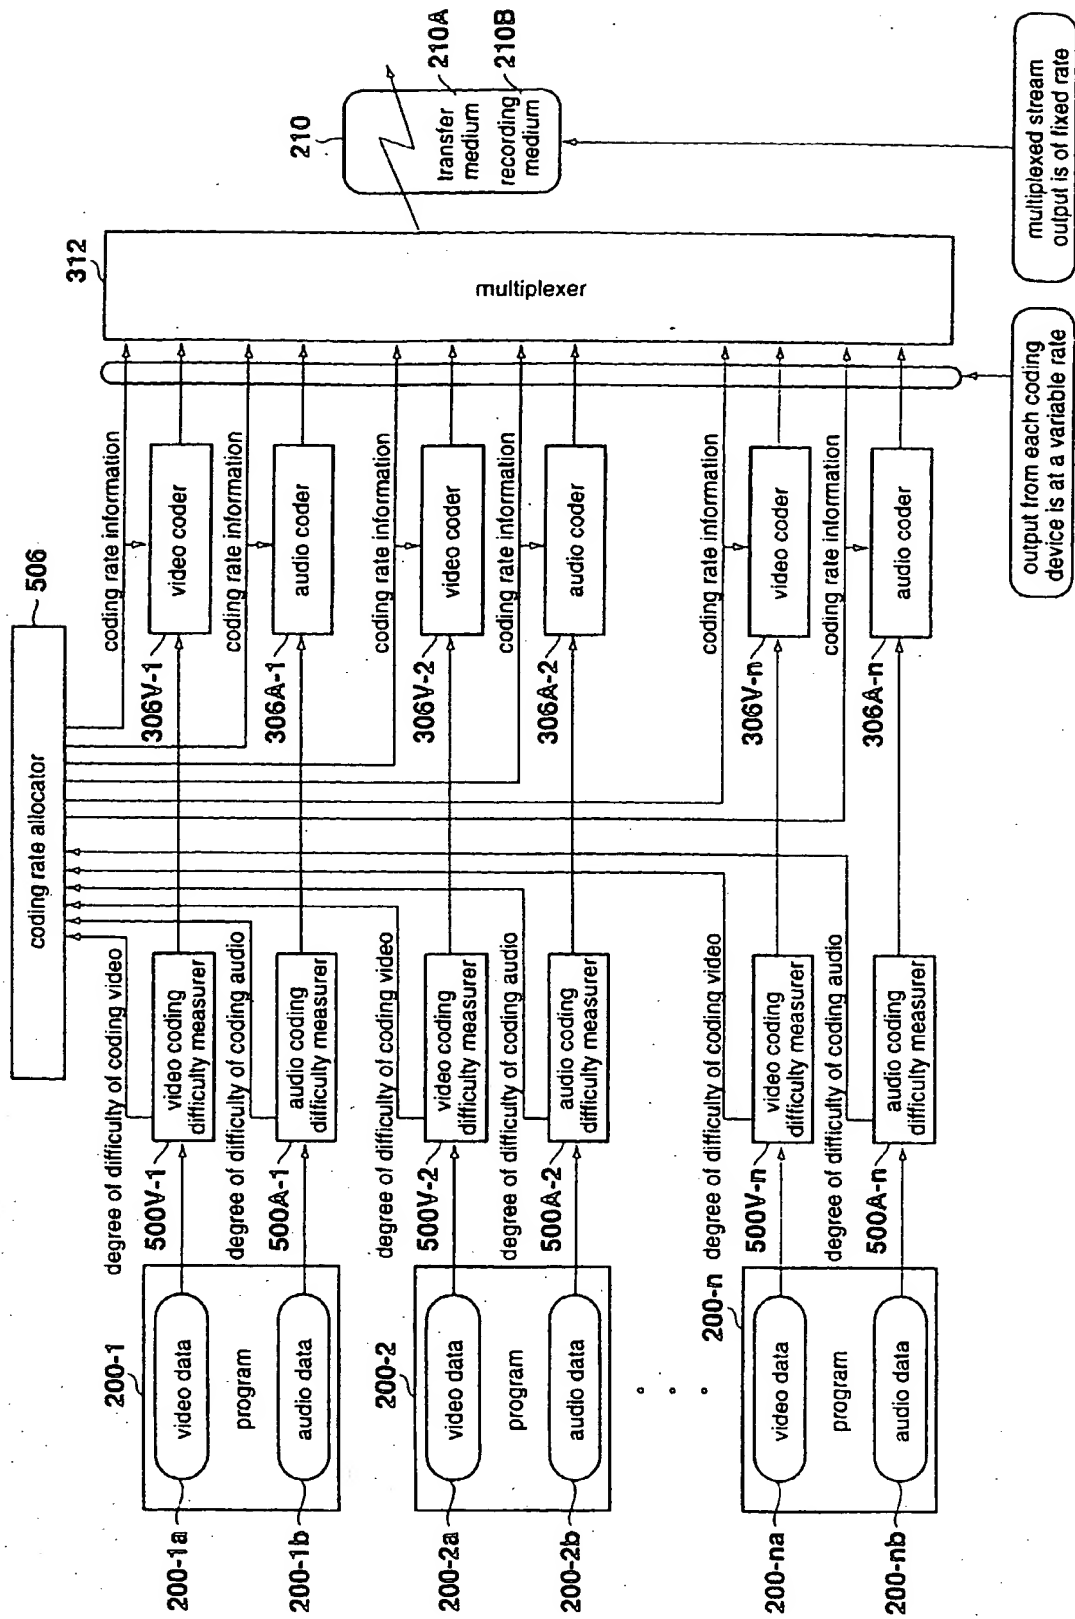 506
coding rate allocator
312
multiplexer
210
transfer
medium
210A
recording
medium
210B
200-1
200-1a
video data
program
200-1b
audio data
degree of difficulty of coding video
500V-1
video coding
difficulty measurer
degree of difficulty of coding audio
500A-1
audio coding
difficulty measurer
coding rate information
306V-1
video coder
coding rate information
306A-1
audio coder
200-2
200-2a
video data
program
200-2b
audio data
degree of difficulty of coding video
500V-2
video coding
difficulty measurer
degree of difficulty of coding audio
500A-2
audio coding
difficulty measurer
coding rate information
306V-2
video coder
coding rate information
306A-2
audio coder
200-n
200-na
video data
program
200-nb
audio data
degree of difficulty of coding video
500V-n
video coding
difficulty measurer
degree of difficulty of coding audio
500A-n
audio coding
difficulty measurer
coding rate information
306V-n
video coder
coding rate information
306A-n
audio coder
output from each coding
device is at a variable rate
multiplexed stream
output is of fixed rate